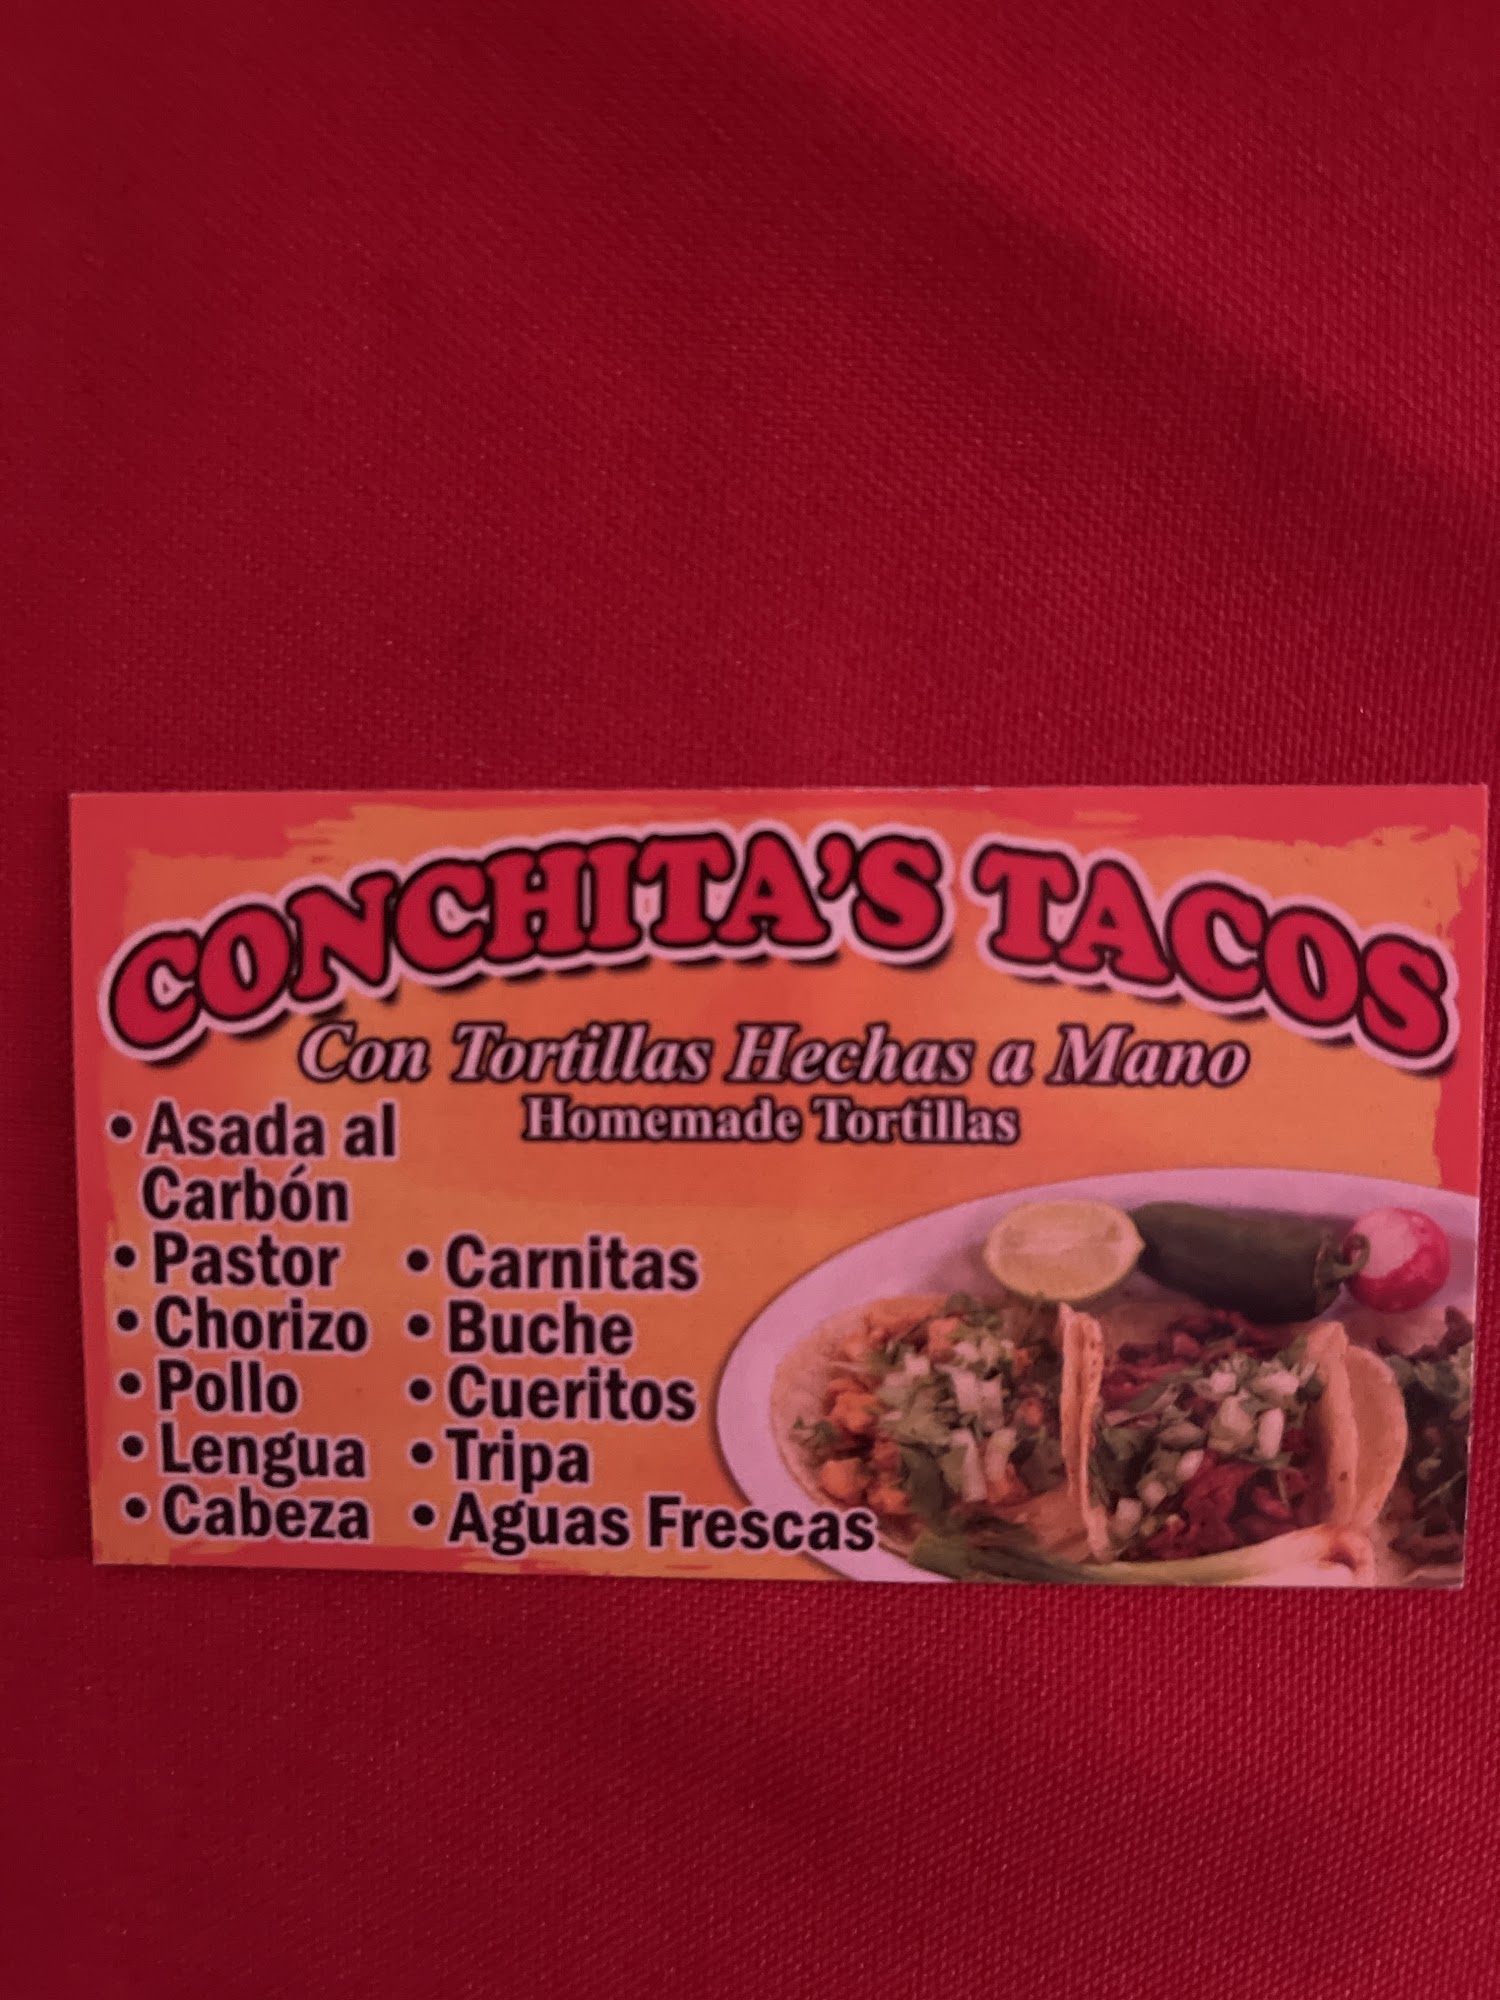 CONCHITA'S TACOS
Con Tortillas Hechas a Mano
Homemade Tortillas
• Asada al
Carbón
• Pastor
• Chorizo
• Pollo
• Lengua
• Cabeza
• Carnitas
• Buche
• Cueritos
• Tripa
• Aguas Frescas